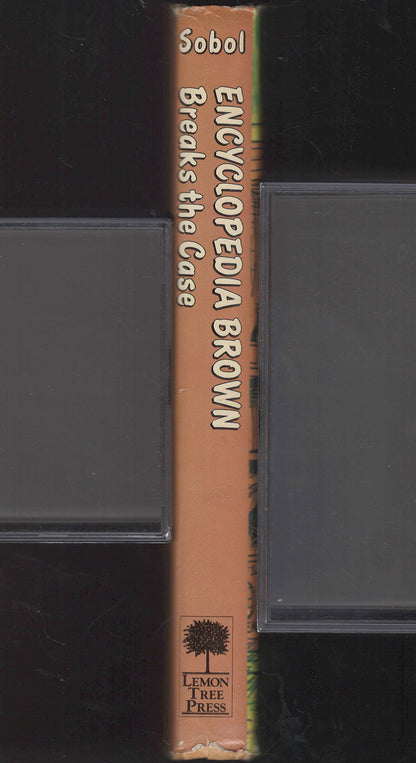 Sobol
ENCYCLOPEDIA BROWN
Breaks the Case
LEMON
TREE
PRESS